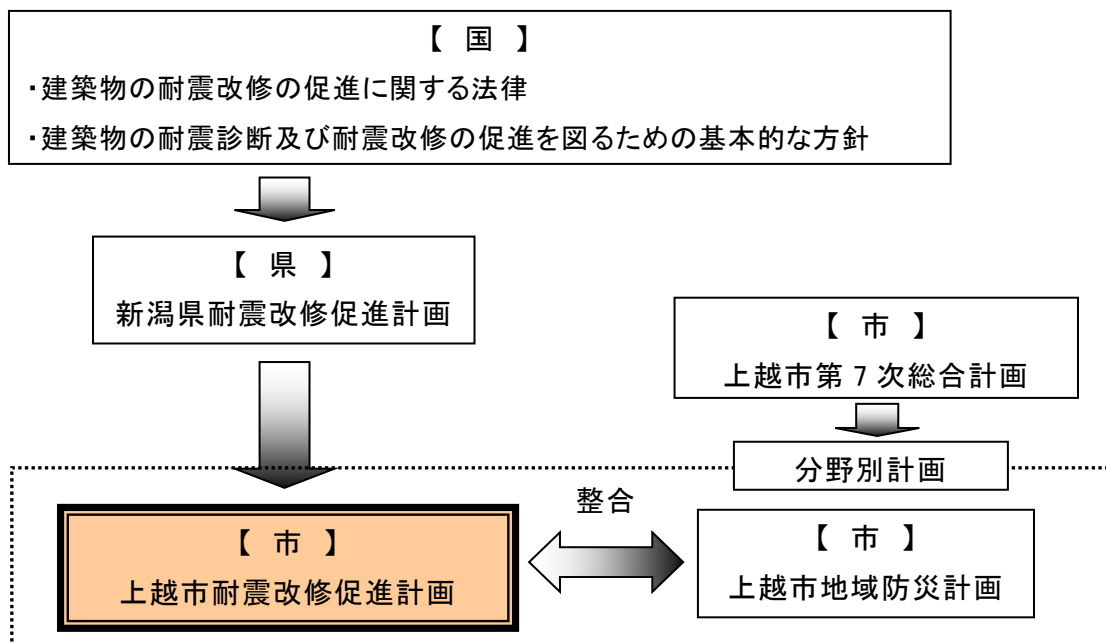 【 国 】
・建築物の耐震改修の促進に関する法律
・建築物の耐震診断及び耐震改修の促進を図るための基本的な方針
【 県 】
新潟県耐震改修促進計画
【 市 】
上越市第 7 次総合計画
分野別計画
整合
【 市 】
上越市耐震改修促進計画
【 市 】
上越市地域防災計画